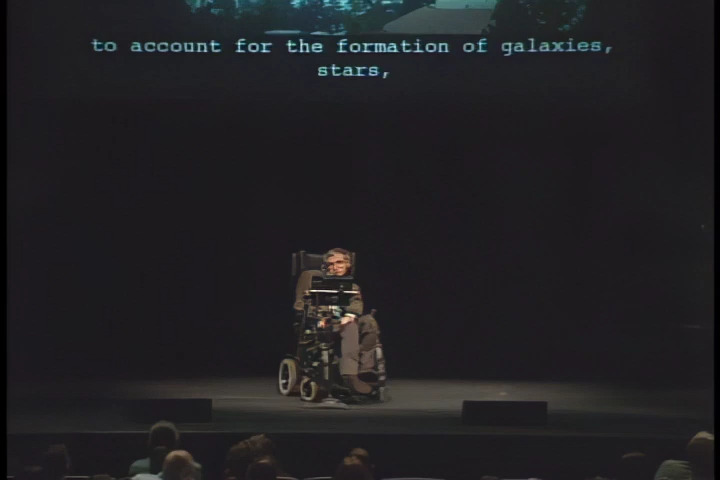 to account for the formation of galaxies,
stars,